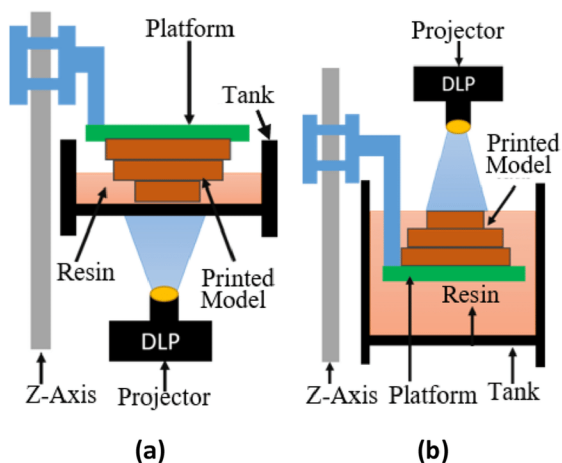 Platform
Tank
Resin
Printed
Model
DLP
Z-Axis
Projector
(a)
Projector
DLP
Printed
Model
Resin
Z-Axis
Platform
Tank
(b)